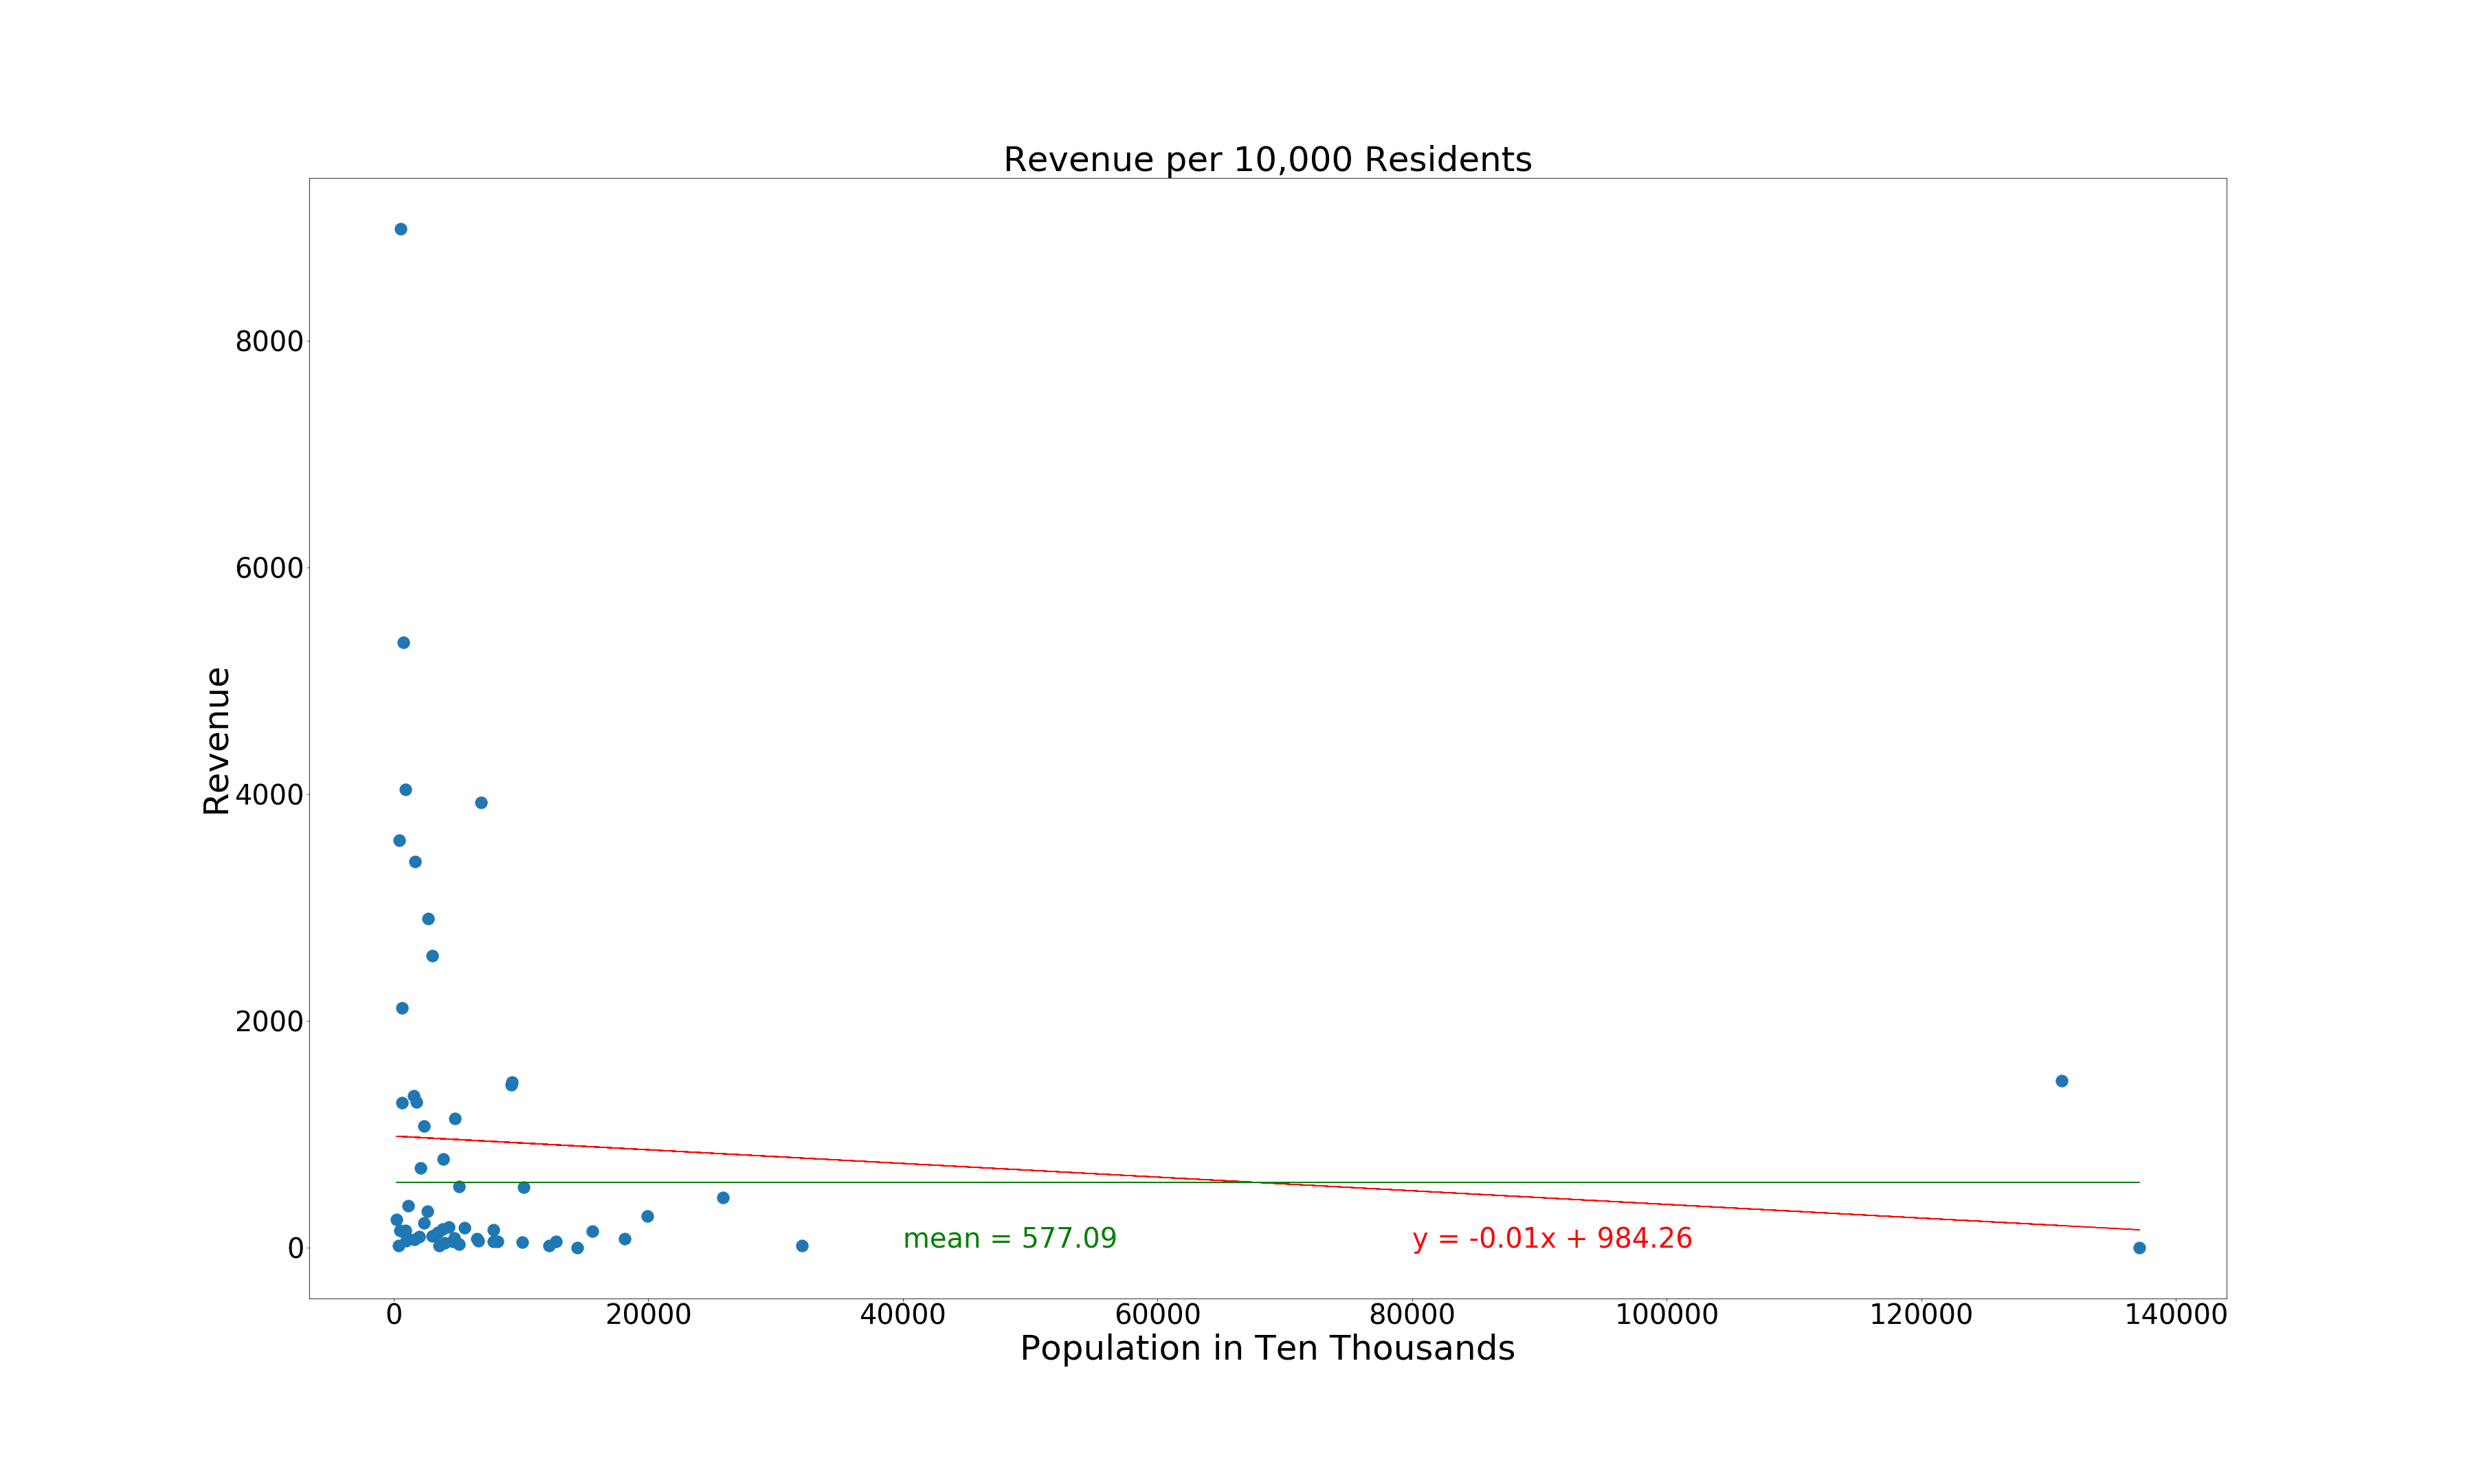 Revenue per 10,000 Residents
Revenue
8000
6000
4000
2000
0
mean = 577.09
y = -0.01x + 984.26
0 20000 40000 60000 80000 100000 120000 140000
Population in Ten Thousands